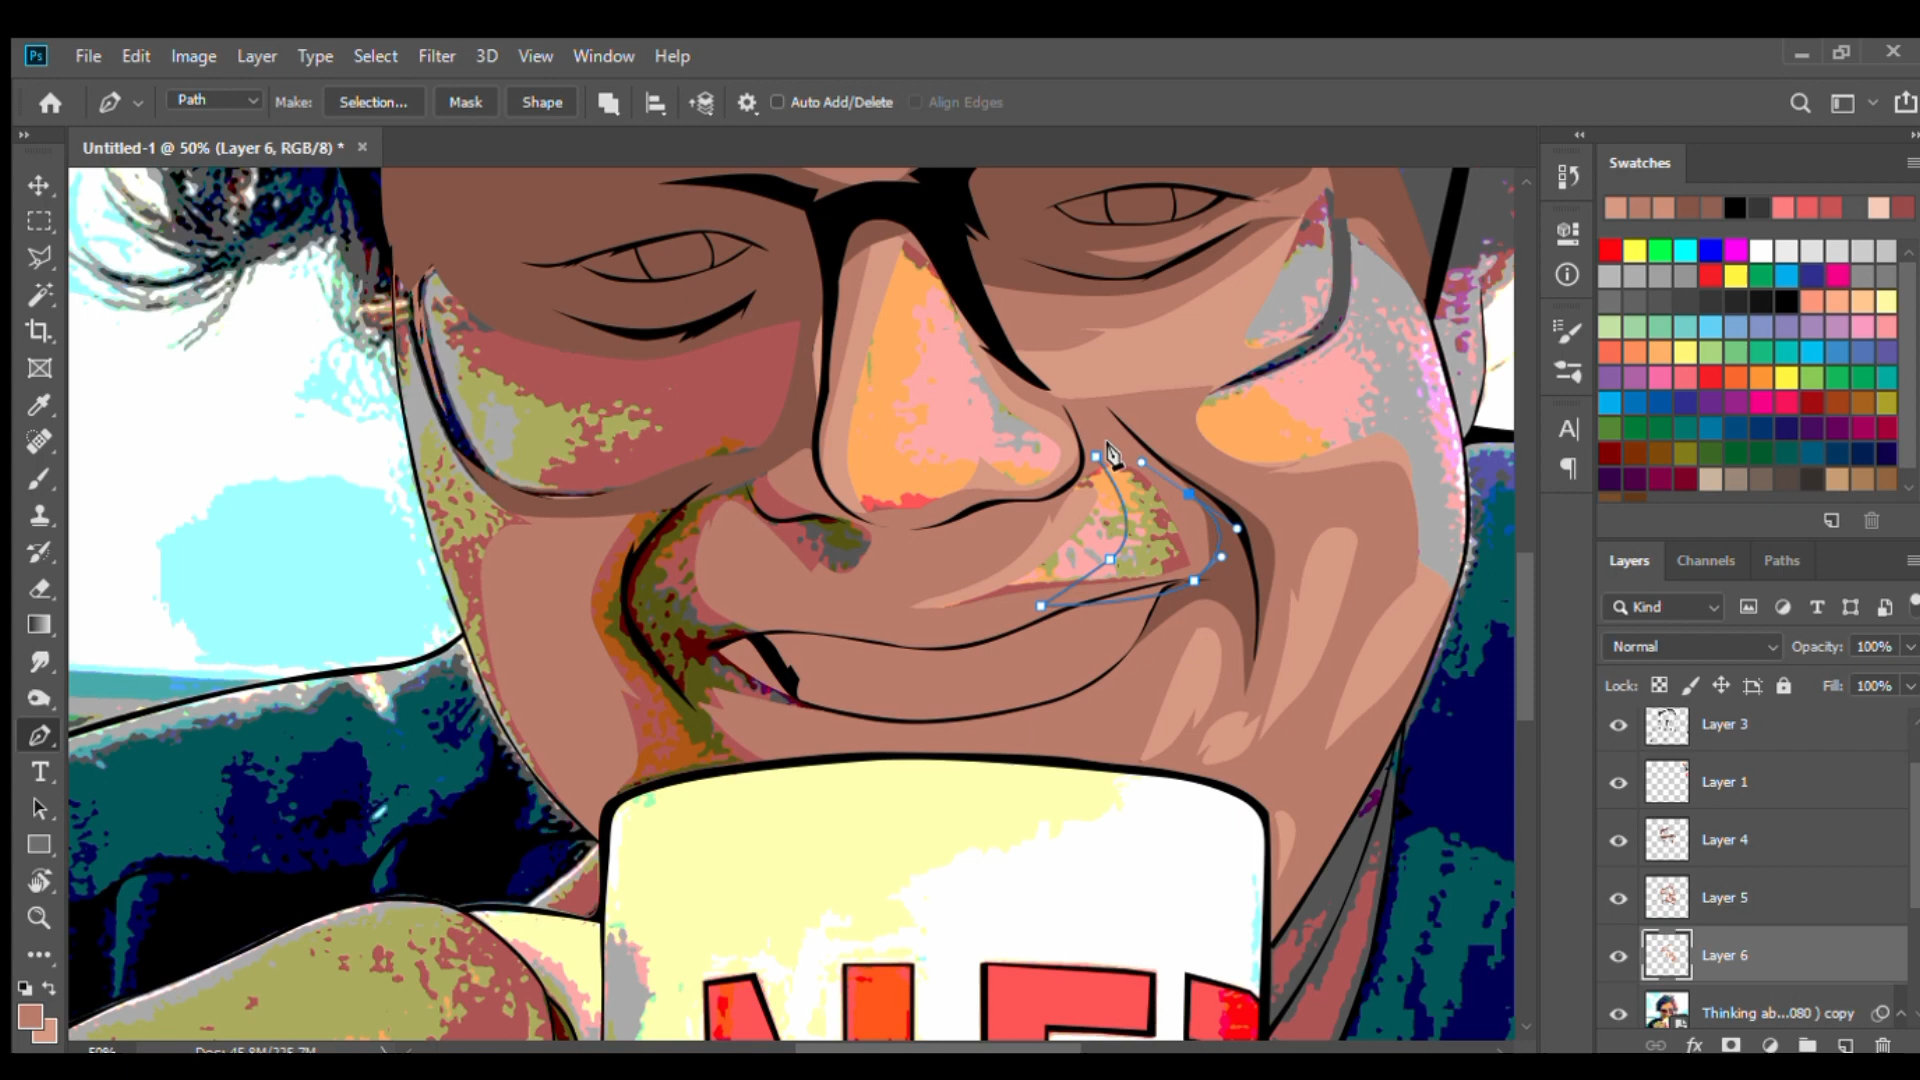 Ps File Edit Image Layer Type Select Filter 3D View Window Help
Path Make: Selection... Mask Shape Auto Add/Delete Align Edges
Untitled-1 @ 50% (Layer 6, RGB/8) *
Swatches
Layers Channels Paths
Kind
Normal Opacity: 100%
Lock: Fill: 100%
Layer 3
Layer 1
Layer 4
Layer 5
Layer 6
Thinking ab...080 ) copy
fx